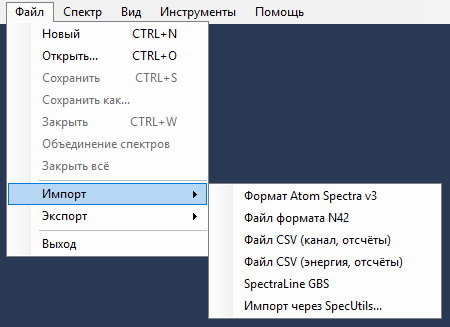 Файл Спектр Вид Инструменты Помощь
Новый CTRL+N
Открыть... CTRL+O
Сохранить CTRL+S
Сохранить как...
Закрыть CTRL+W
Объединение спектров
Закрыть всё
Импорт
Экспорт
Выход
Формат Atom Spectra v3
Файл формата N42
Файл CSV (канал, отсчёты)
Файл CSV (энергия, отсчёты)
SpectraLine GBS
Импорт через SpecUtils...